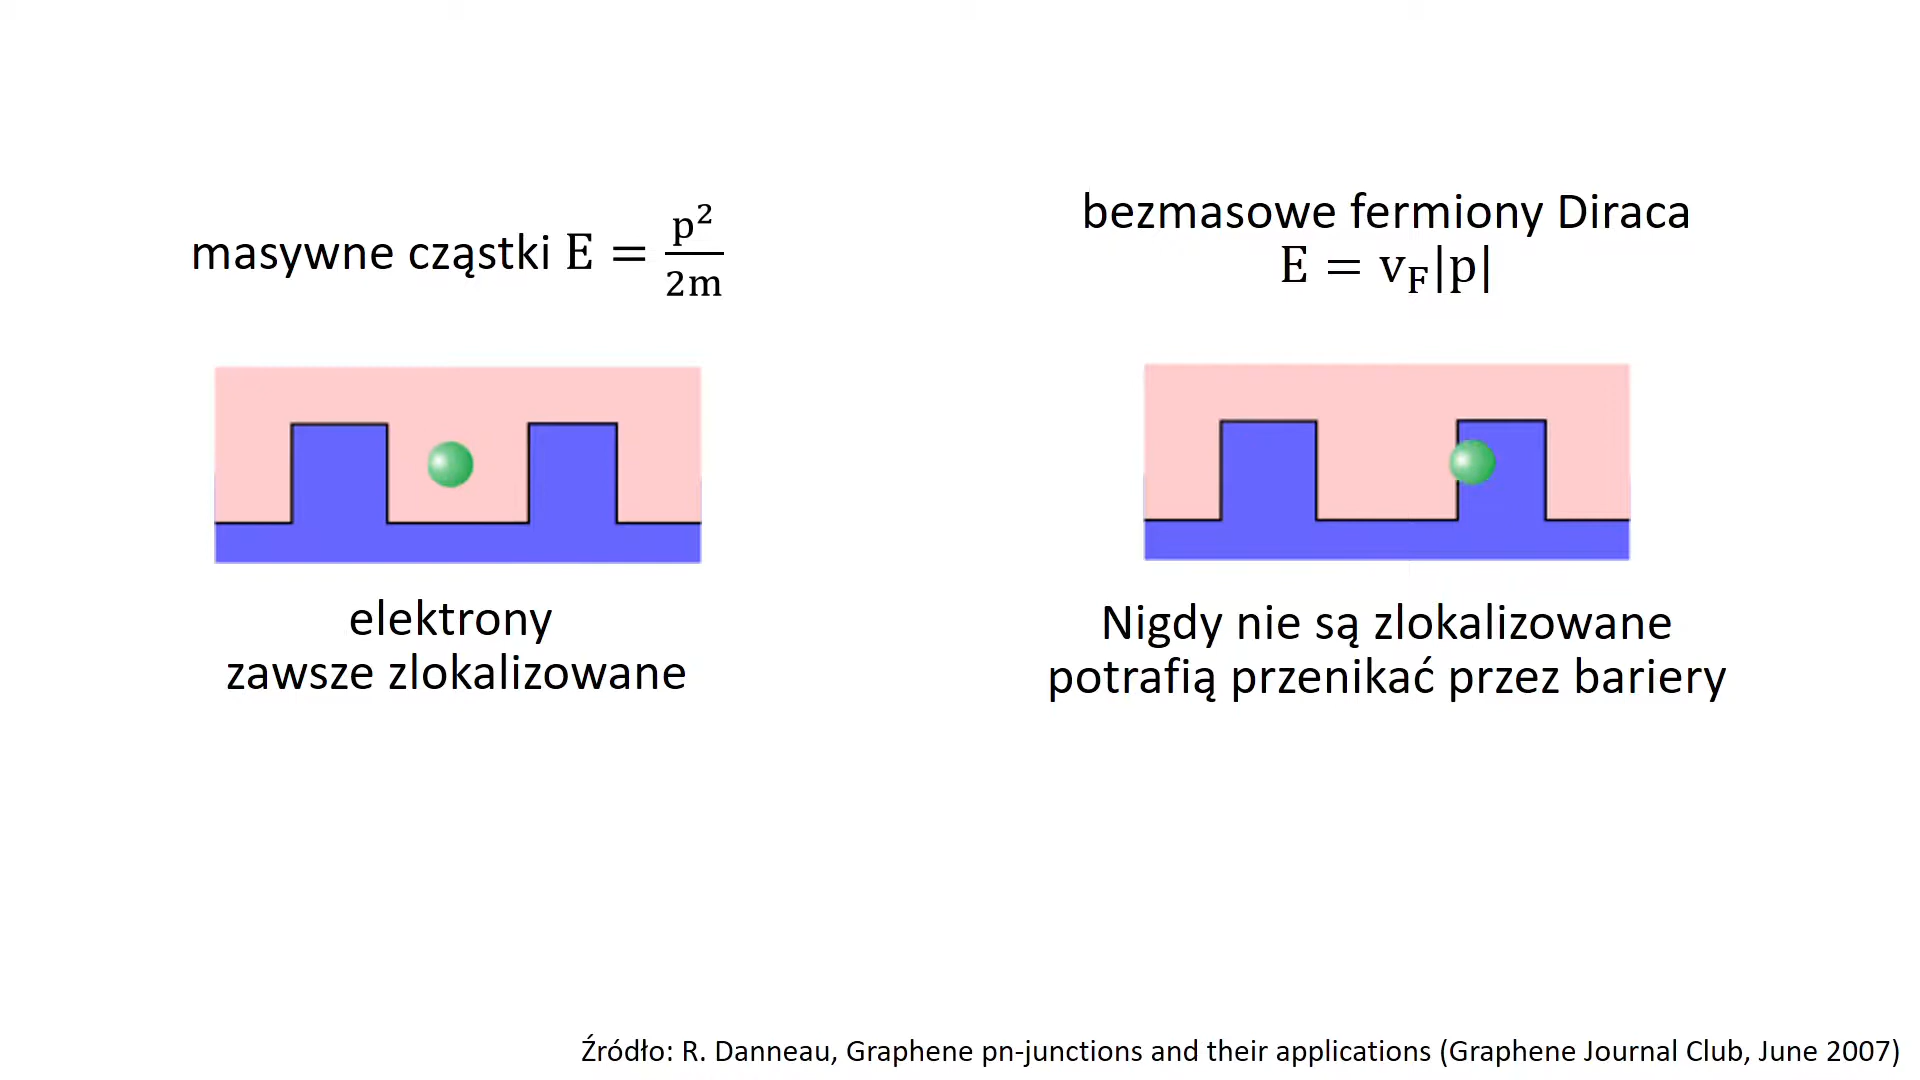 masywne cząstki E = p²/2m
elektrony
zawsze zlokalizowane
bezmasowe fermiony Diraca
E = v_F|p|
Nigdy nie są zlokalizowane
potrafią przenikać przez bariery
Źródło: R. Danneau, Graphene pn-junctions and their applications (Graphene Journal Club, June 2007)